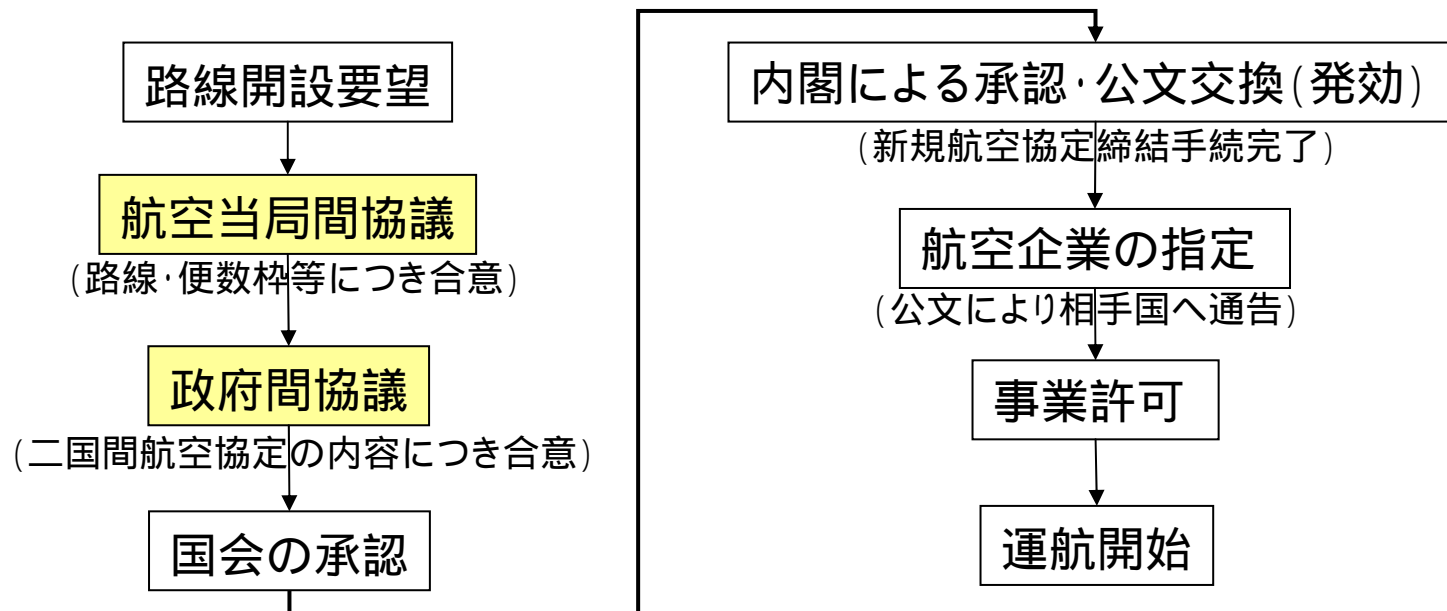 路線開設要望
航空当局間協議
(路線・便数枠等につき合意)
政府間協議
(二国間航空協定の内容につき合意)
国会の承認
内閣による承認・公文交換(発効)
(新規航空協定締結手続完了)
航空企業の指定
(公文により相手国へ通告)
事業許可
運航開始